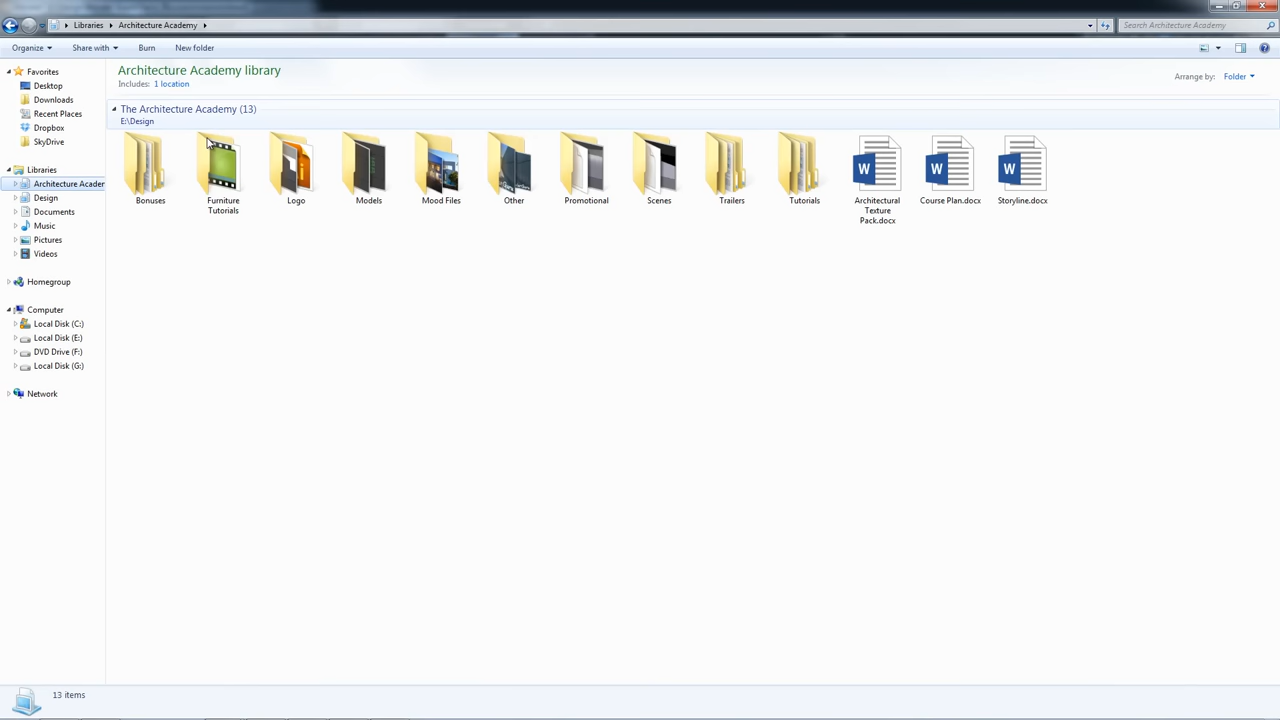 Libraries Architecture Academy
Search Architecture Academy
Organize Share with Burn New folder
Favorites
Desktop
Downloads
Recent Places
Dropbox
SkyDrive
Libraries
Architecture Acader
Design
Documents
Music
Pictures
Videos
Homegroup
Computer
Local Disk (C:)
Local Disk (E:)
DVD Drive (F:)
Local Disk (G:)
Network
Architecture Academy library
Includes: 1 location
Arrange by: Folder
The Architecture Academy (13)
E:\Design
Bonuses
Furniture
Tutorials
Logo
Models
Mood Files
Other
Promotional
Scenes
Trailers
Tutorials
Architectural
Texture
Pack.docx
Course Plan.docx
Storyline.docx
13 items